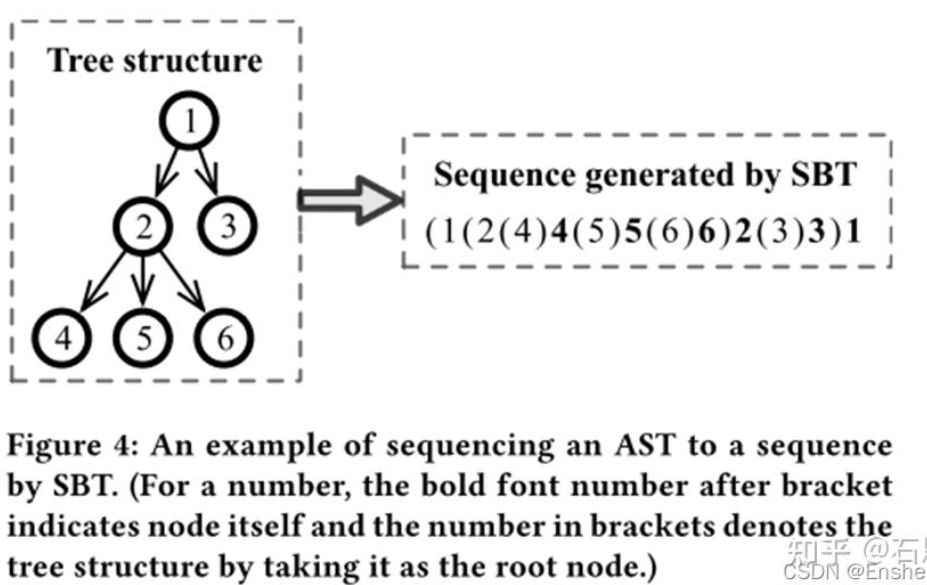 Tree structure
1
2
3
4
5
6
Sequence generated by SBT
(1(2(4)4(5)5(6)6)2(3)3)1
Figure 4: An example of sequencing an AST to a sequence
by SBT. (For a number, the bold font number after bracket
indicates node itself and the number in brackets denotes the
tree structure by taking it as the root node.)
知乎 @石
CSDN @Enshe